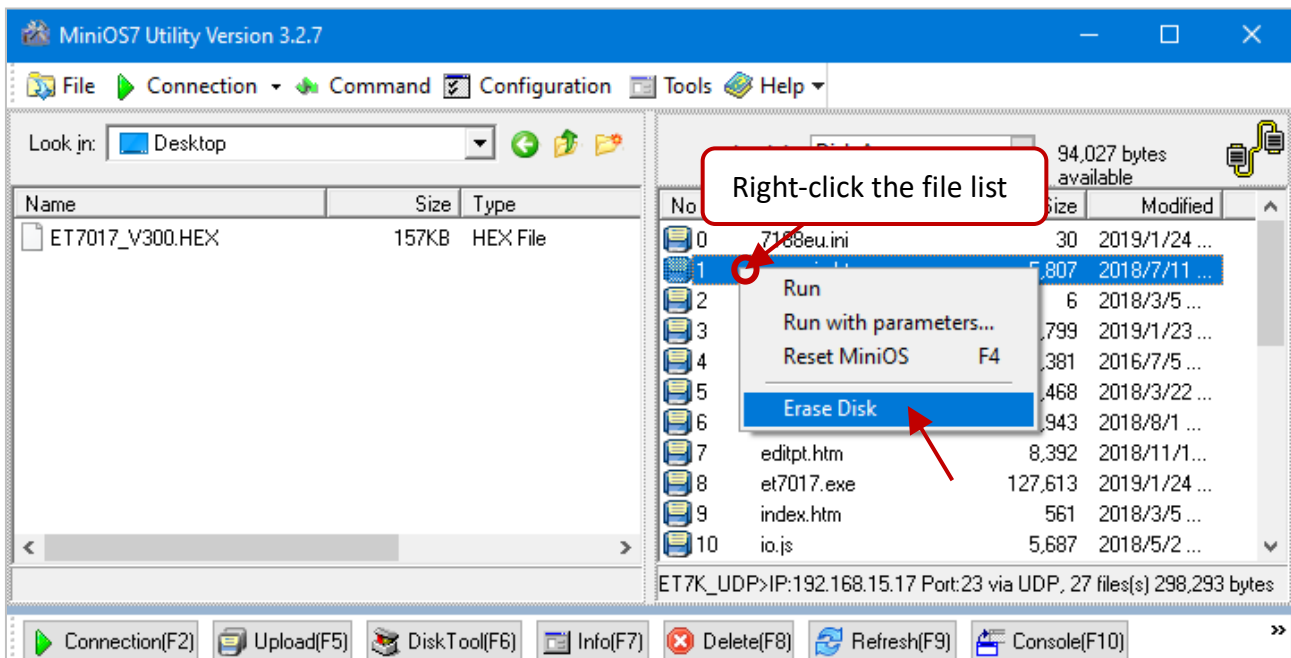 MiniOS7 Utility Version 3.2.7
File Connection Command Configuration Tools Help
Look in: Desktop
94,027 bytes available
Right-click the file list
Name Size Type
ET7017_V300.HEX 157KB HEX File
No Size Modified
0 7188eu.ini 30 2019/1/24 ...
1 5,807 2018/7/11 ...
2 6 2018/3/5 ...
3 ,799 2019/1/23 ...
4 ,381 2016/7/5 ...
5 ,468 2018/3/22 ...
6 ,943 2018/8/1 ...
7 editpt.htm 8,392 2018/11/1...
8 et7017.exe 127,613 2019/1/24 ...
9 index.htm 561 2018/3/5 ...
10 io.js 5,687 2018/5/2 ...
Run
Run with parameters...
Reset MiniOS F4
Erase Disk
ET7K_UDP>IP:192.168.15.17 Port:23 via UDP, 27 files(s) 298,293 bytes
Connection(F2) Upload(F5) DiskTool(F6) Info(F7) Delete(F8) Refresh(F9) Console(F10) »